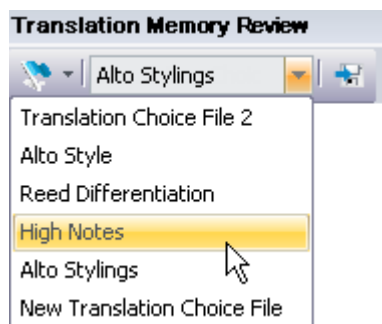 Translation Memory Review
Alto Stylings
Translation Choice File 2
Alto Style
Reed Differentiation
High Notes
Alto Stylings
New Translation Choice File